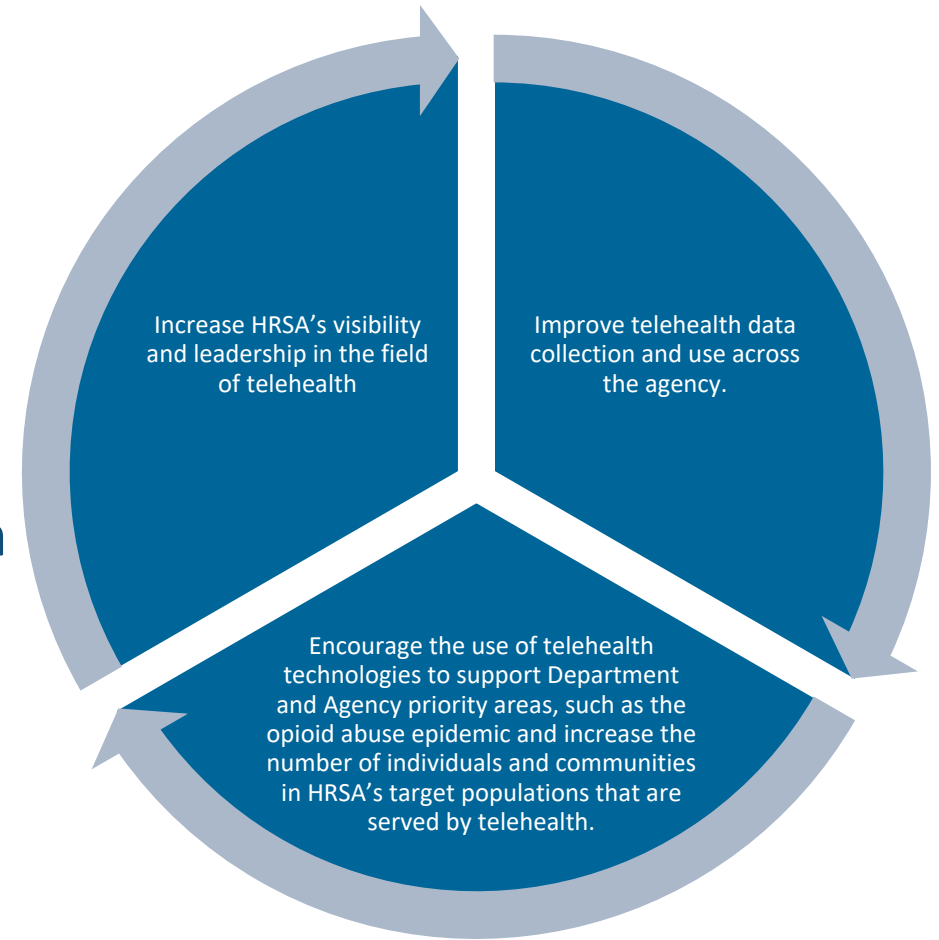 Increase HRSA’s visibility
and leadership in the field
of telehealth
Improve telehealth data
collection and use across
the agency.
Encourage the use of telehealth
technologies to support Department
and Agency priority areas, such as the
opioid abuse epidemic and increase the
number of individuals and communities
in HRSA’s target populations that are
served by telehealth.